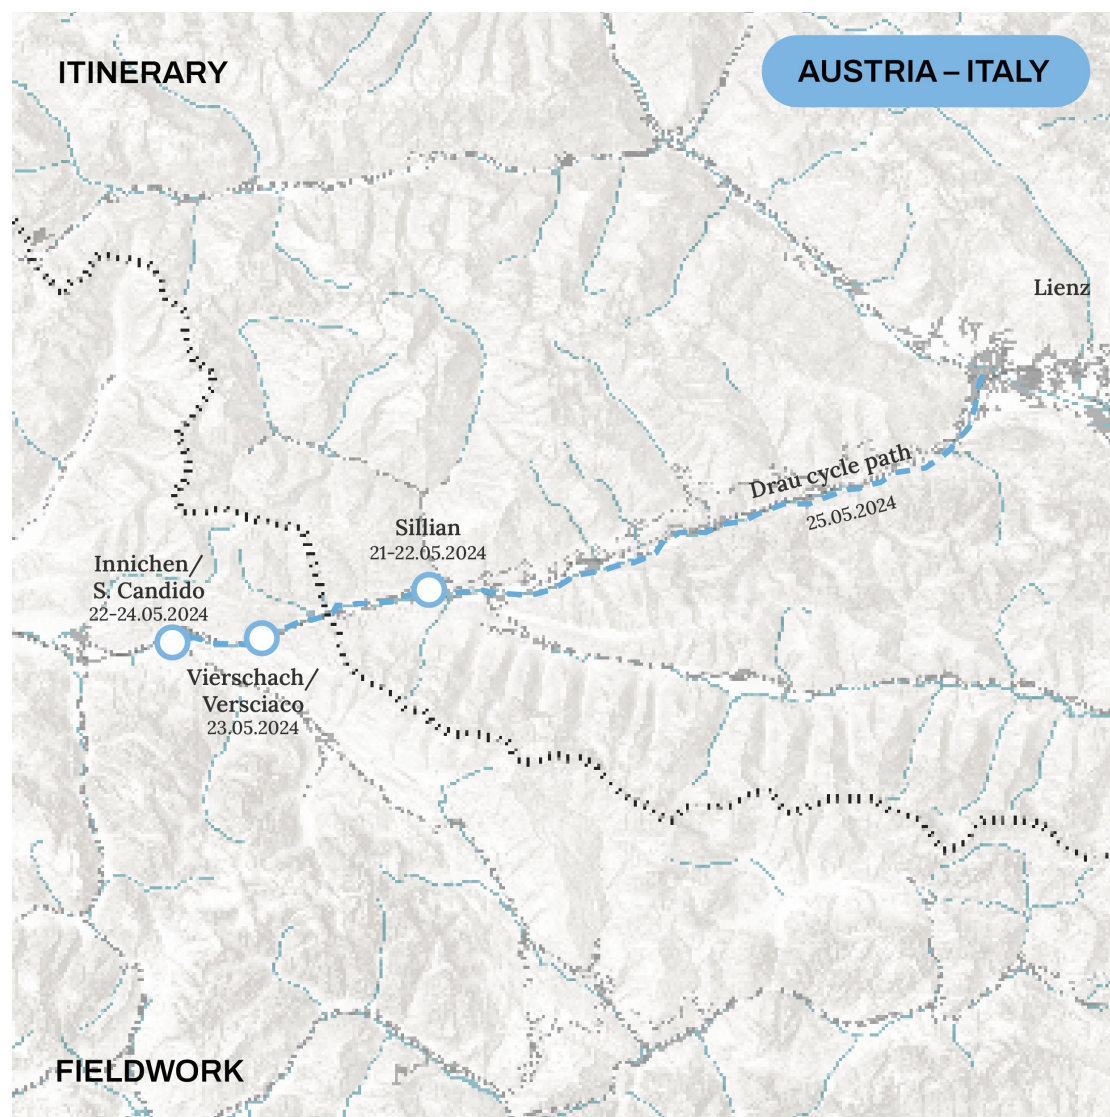 ITINERARY
AUSTRIA – ITALY
Lienz
Drau cycle path
25.05.2024
Sillian
21-22.05.2024
Innichen/
S. Candido
22-24.05.2024
Vierschach/
Versciaco
23.05.2024
FIELDWORK